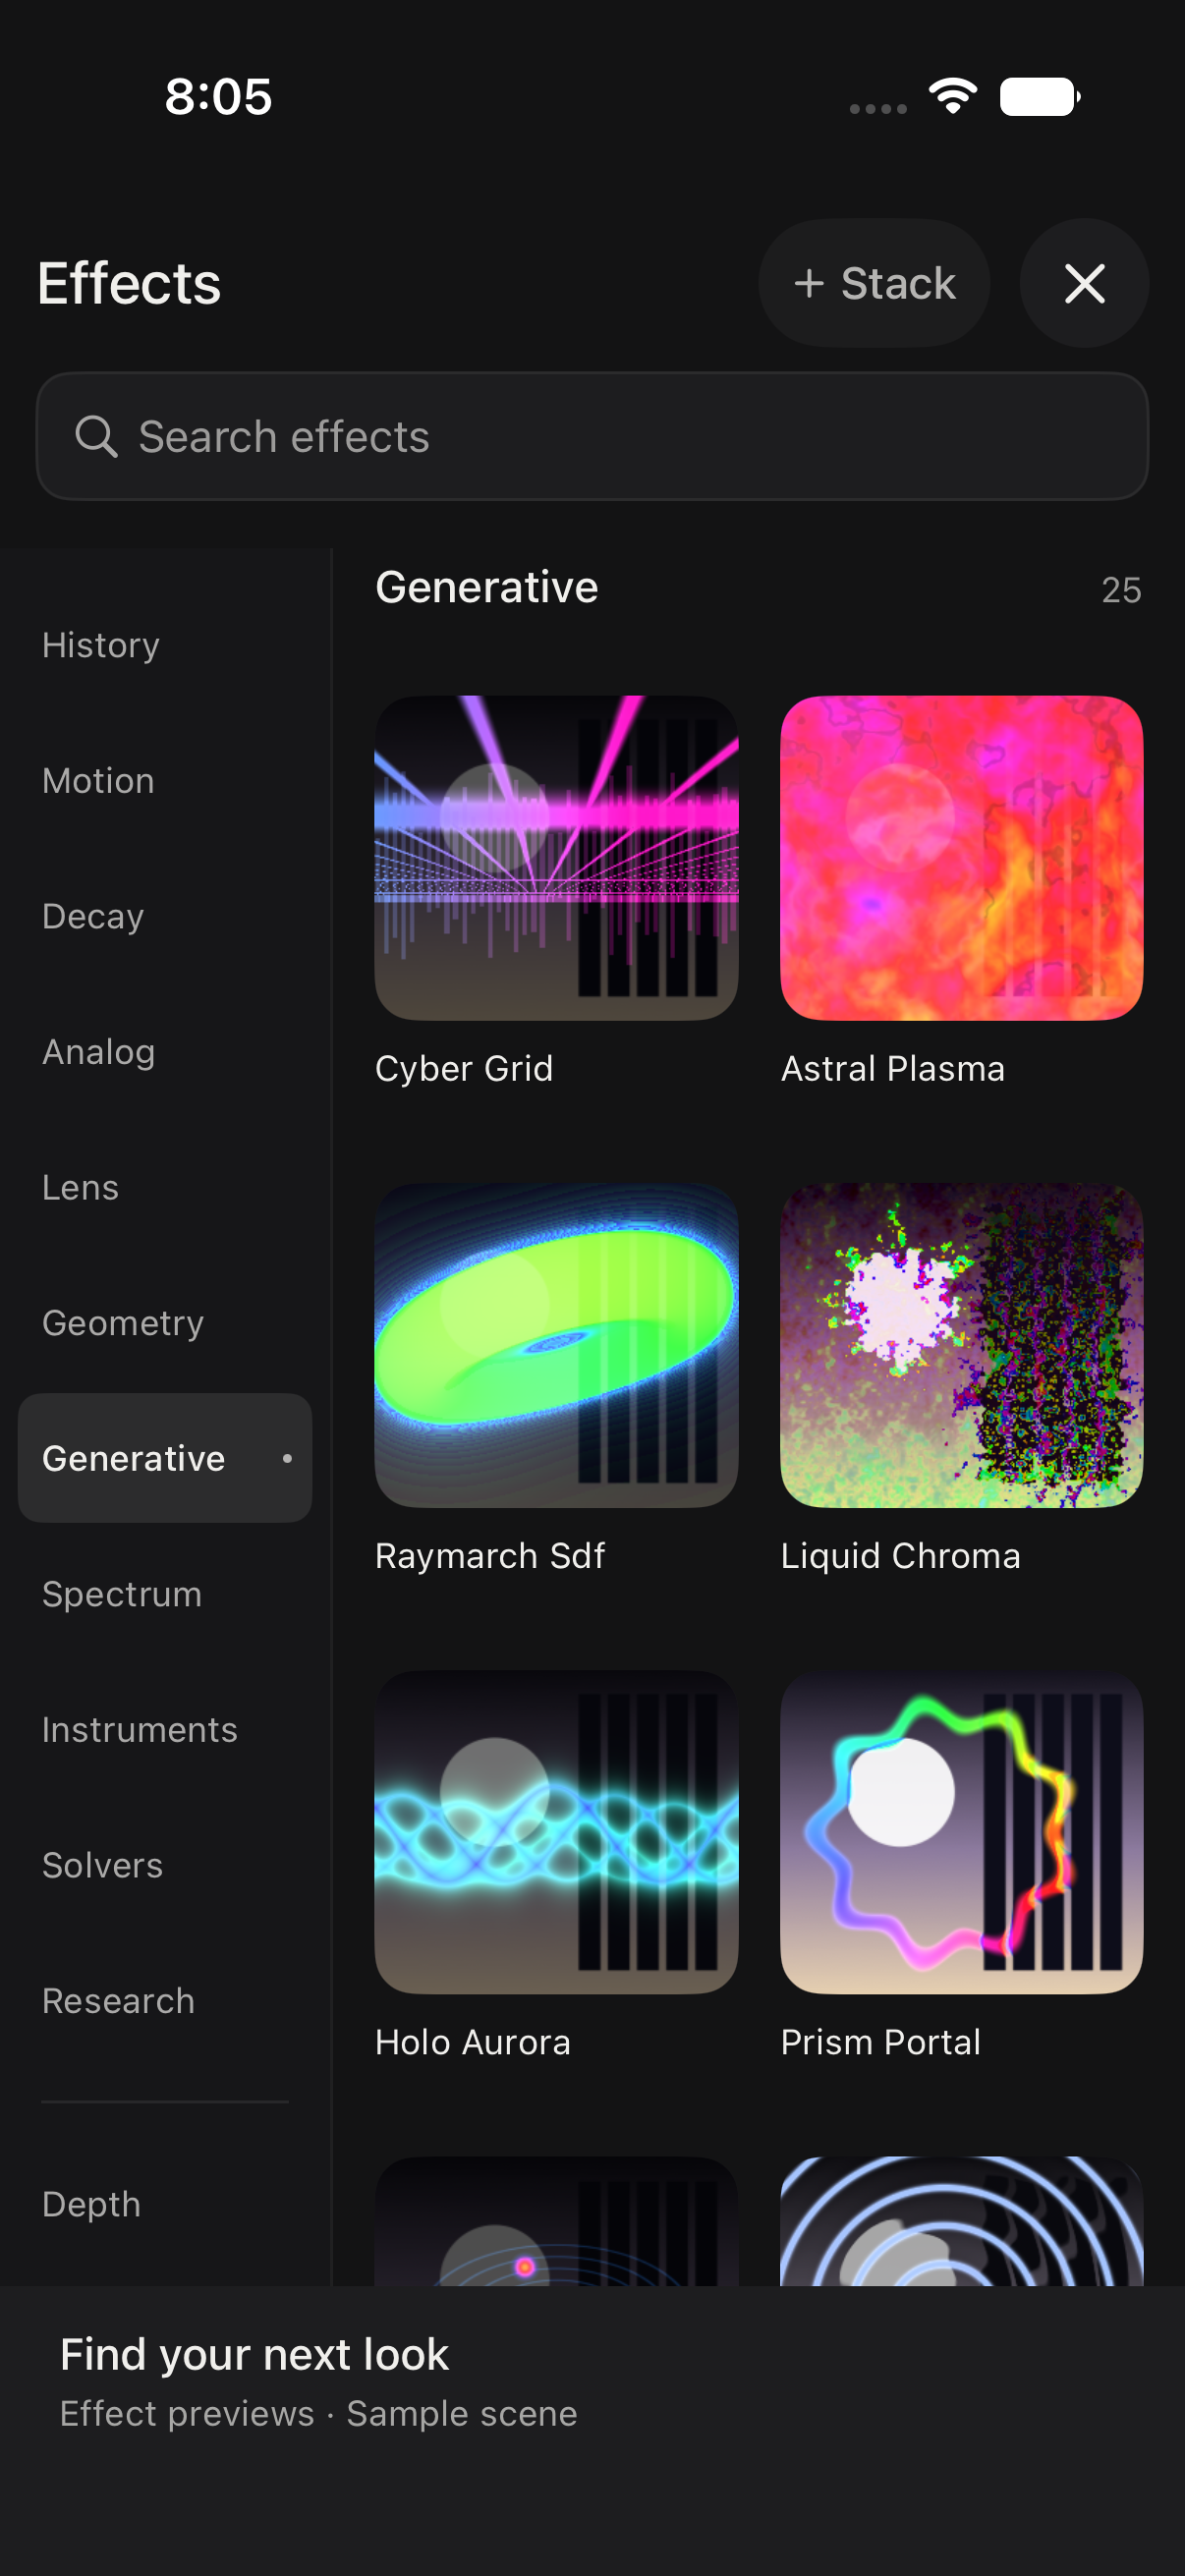 8:05
Effects
+ Stack
Search effects
History
Motion
Decay
Analog
Lens
Geometry
Generative
Spectrum
Instruments
Solvers
Research
Depth
Generative
25
Cyber Grid
Astral Plasma
Raymarch Sdf
Liquid Chroma
Holo Aurora
Prism Portal
Find your next look
Effect previews · Sample scene